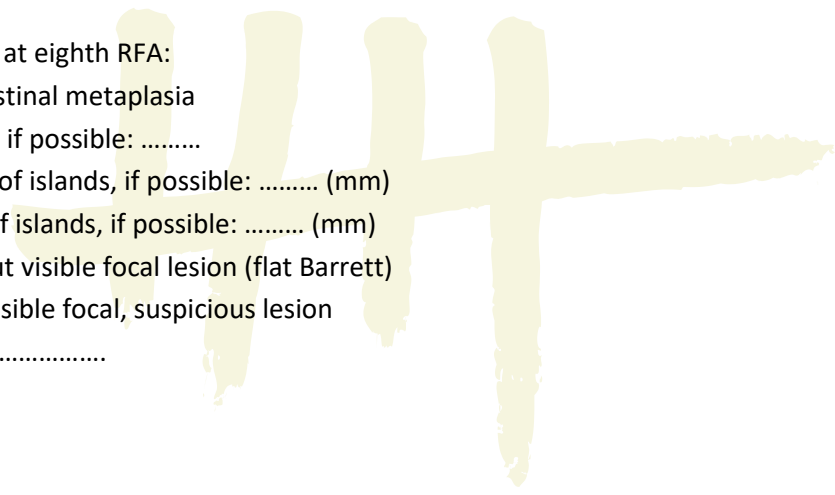 at eighth RFA:
stinal metaplasia
if possible: ………
of islands, if possible: ……… (mm)
f islands, if possible: ……… (mm)
ut visible focal lesion (flat Barrett)
sible focal, suspicious lesion
…………….